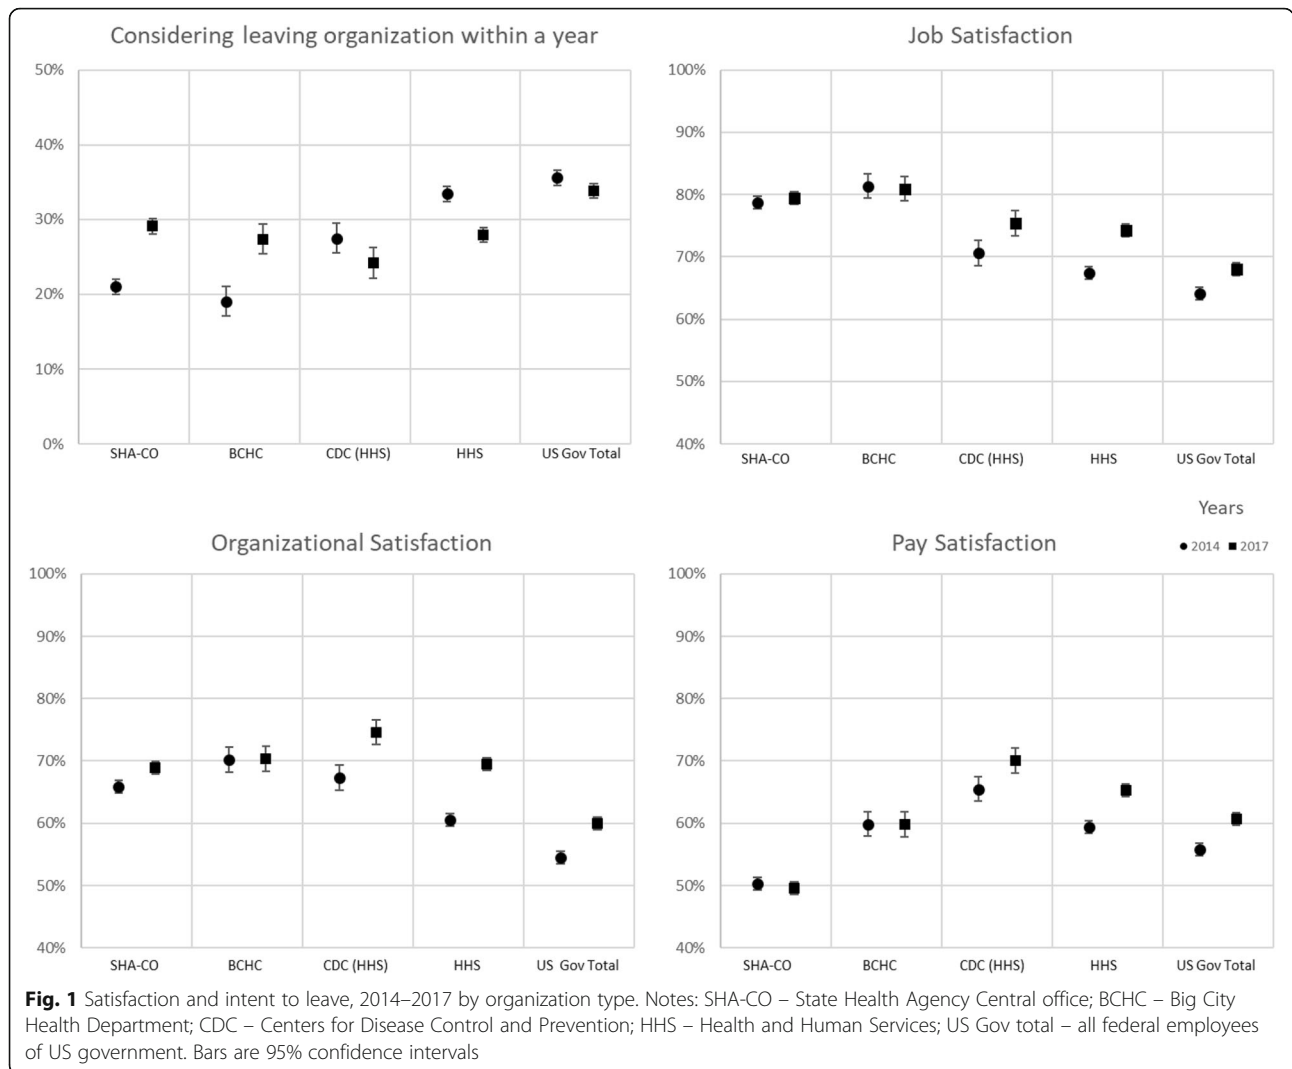 Considering leaving organization within a year
50%
40%
30%
20%
10%
0%
SHA-CO BCHC CDC (HHS) HHS US Gov Total
Job Satisfaction
100%
90%
80%
70%
60%
50%
40%
SHA-CO BCHC CDC (HHS) HHS US Gov Total
Organizational Satisfaction
100%
90%
80%
70%
60%
50%
40%
SHA-CO BCHC CDC (HHS) HHS US Gov Total
Years
2014 2017
Pay Satisfaction
100%
90%
80%
70%
60%
50%
40%
SHA-CO BCHC CDC (HHS) HHS US Gov Total
Fig. 1 Satisfaction and intent to leave, 2014–2017 by organization type. Notes: SHA-CO – State Health Agency Central office; BCHC – Big City
Health Department; CDC – Centers for Disease Control and Prevention; HHS – Health and Human Services; US Gov total – all federal employees
of US government. Bars are 95% confidence intervals